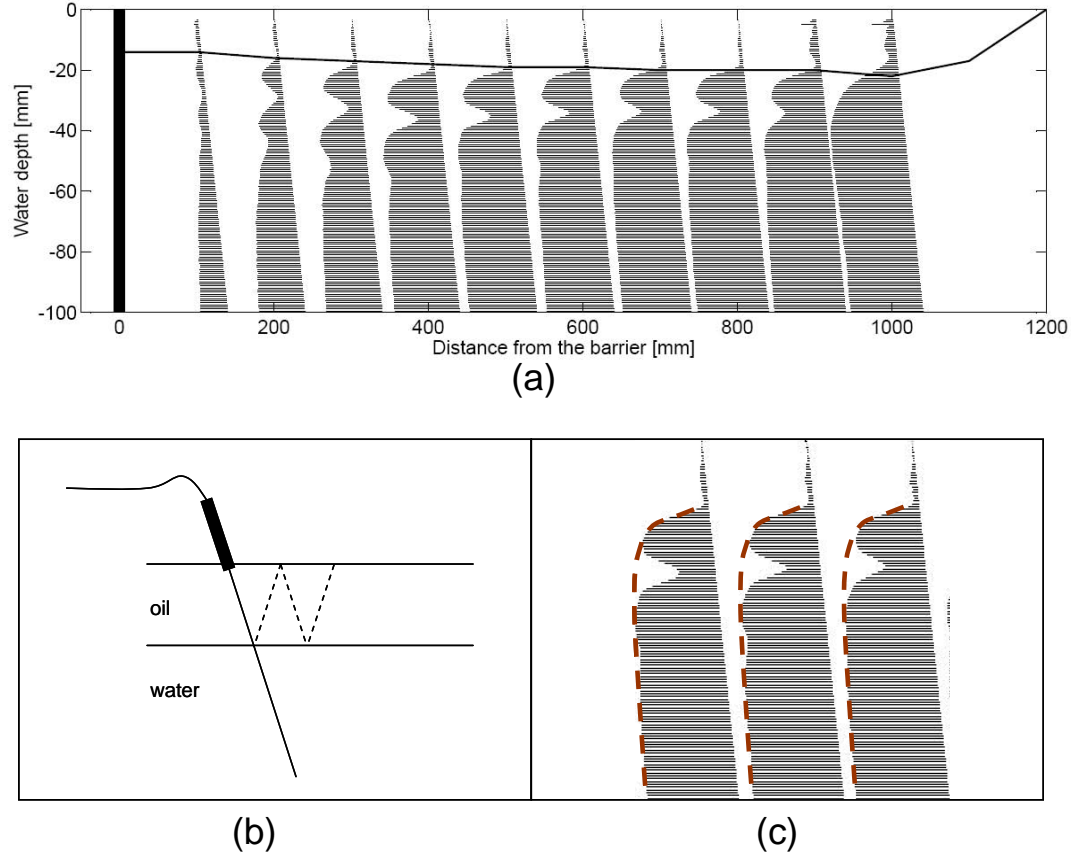 0
-20
-40
-60
-80
-100
Water depth [mm]
0 200 400 600 800 1000 1200
Distance from the barrier [mm]
(a)
oil
water
(b)
(c)